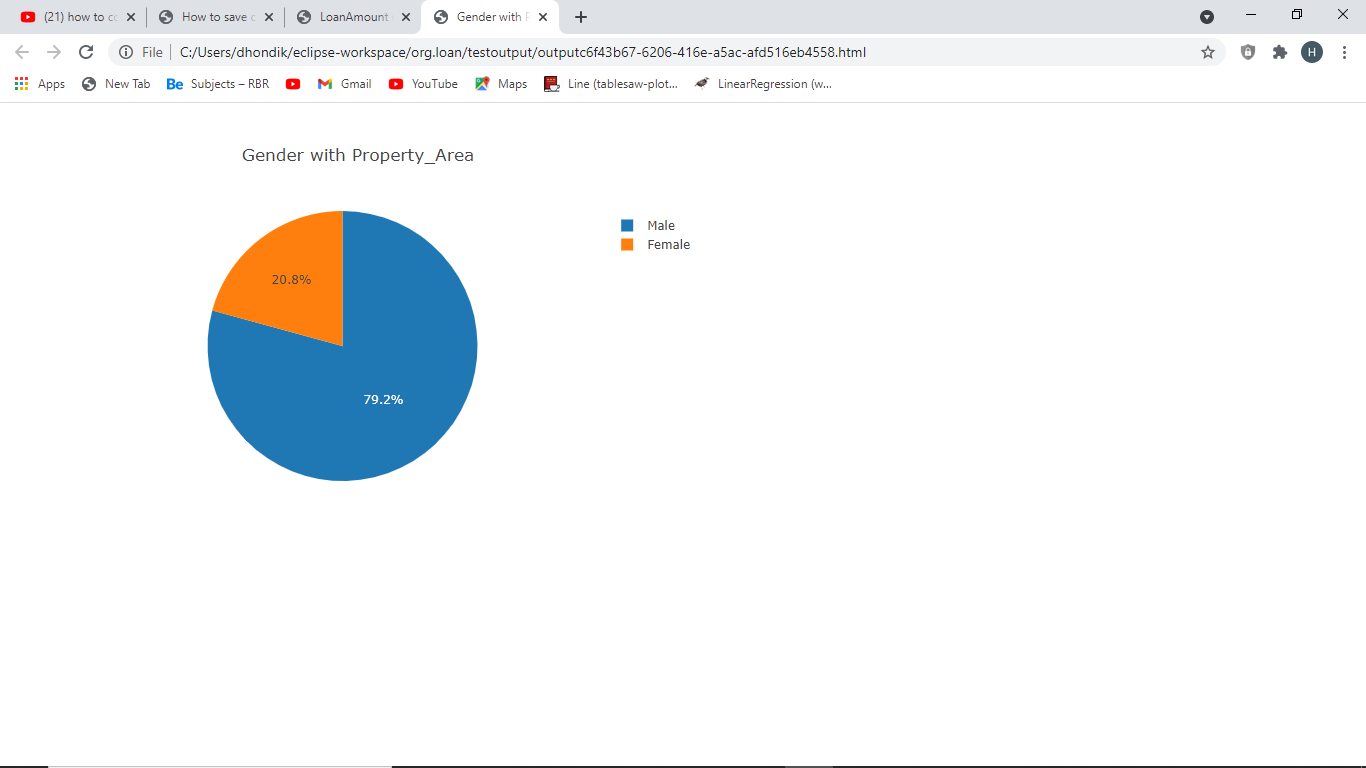 (21) how to co
How to save c
LoanAmount
Gender with P
File
C:/Users/dhondik/eclipse-workspace/org.loan/testoutput/outputc6f43b67-6206-416e-a5ac-afd516eb4558.html
H
Apps
New Tab
Be Subjects – RBR
Gmail
YouTube
Maps
Line (tablesaw-plot...
LinearRegression (w...
Gender with Property_Area
Male
Female
20.8%
79.2%